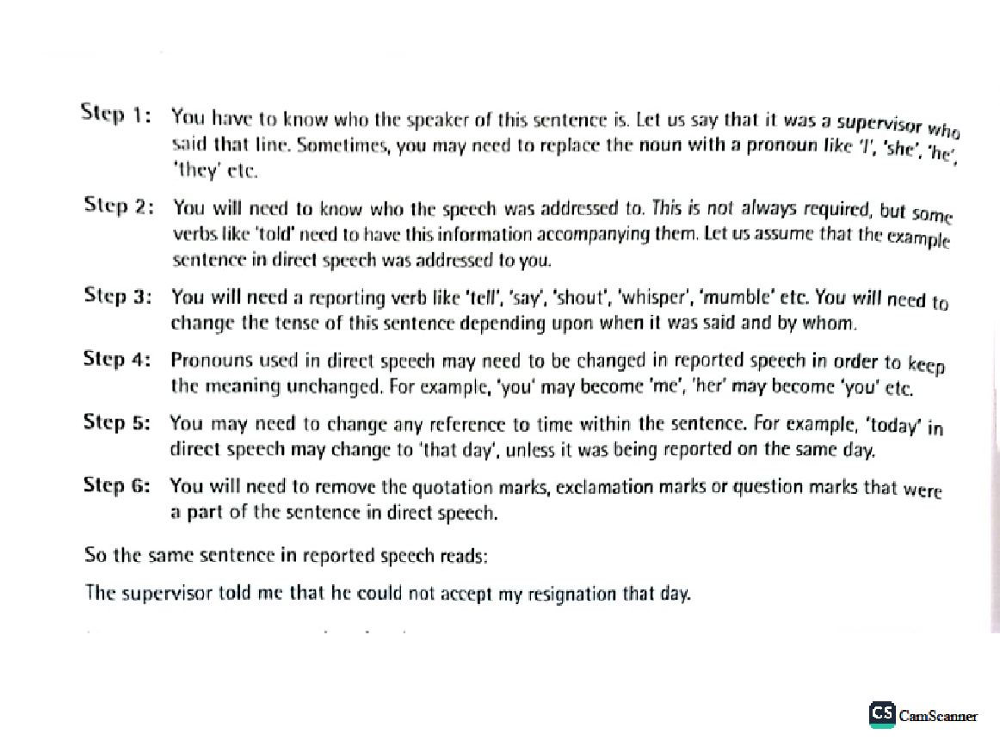 Step 1: You have to know who the speaker of this sentence is. Let us say that it was a supervisor who
said that line. Sometimes, you may need to replace the noun with a pronoun like 'I', 'she', 'he',
'they' etc.
Step 2: You will need to know who the speech was addressed to. This is not always required, but some
verbs like 'told' need to have this information accompanying them. Let us assume that the example
sentence in direct speech was addressed to you.
Step 3: You will need a reporting verb like 'tell', 'say', 'shout', 'whisper', 'mumble' etc. You will need to
change the tense of this sentence depending upon when it was said and by whom.
Step 4: Pronouns used in direct speech may need to be changed in reported speech in order to keep
the meaning unchanged. For example, 'you' may become 'me', 'her' may become 'you' etc.
Step 5: You may need to change any reference to time within the sentence. For example, 'today' in
direct speech may change to 'that day', unless it was being reported on the same day.
Step 6: You will need to remove the quotation marks, exclamation marks or question marks that were
a part of the sentence in direct speech.
So the same sentence in reported speech reads:
The supervisor told me that he could not accept my resignation that day.
CS CamScanner